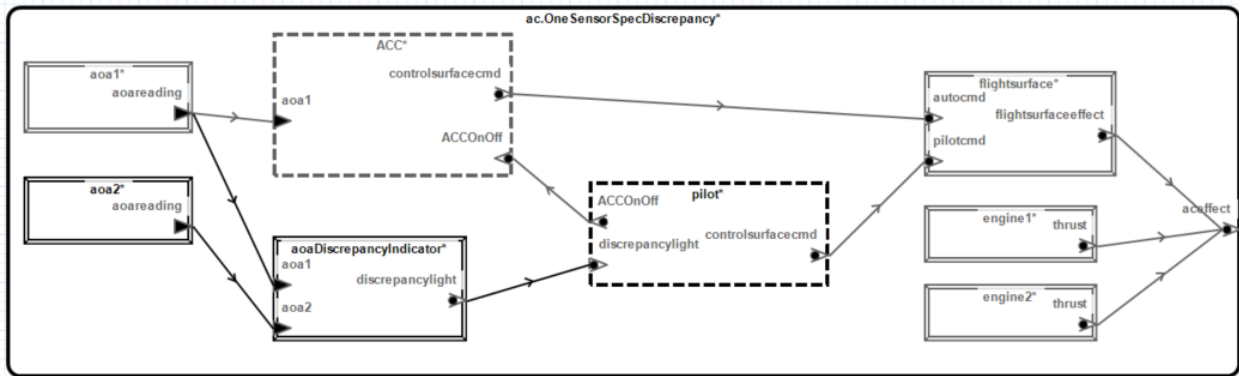 ac.OneSensorSpecDiscrepancy*
aoa1*
aoareading
aoa2*
aoareading
ACC*
controlsurfacecmd
aoa1
ACCOnOff
aoaDiscrepancyIndicator*
aoa1
discrepancylight
aoa2
pilot*
ACCOnOff
discrepancylight
controlsurfacecmd
flightsurface*
autocmd
flightsurfaceeffect
pilotcmd
engine1*
thrust
engine2*
thrust
aceffect